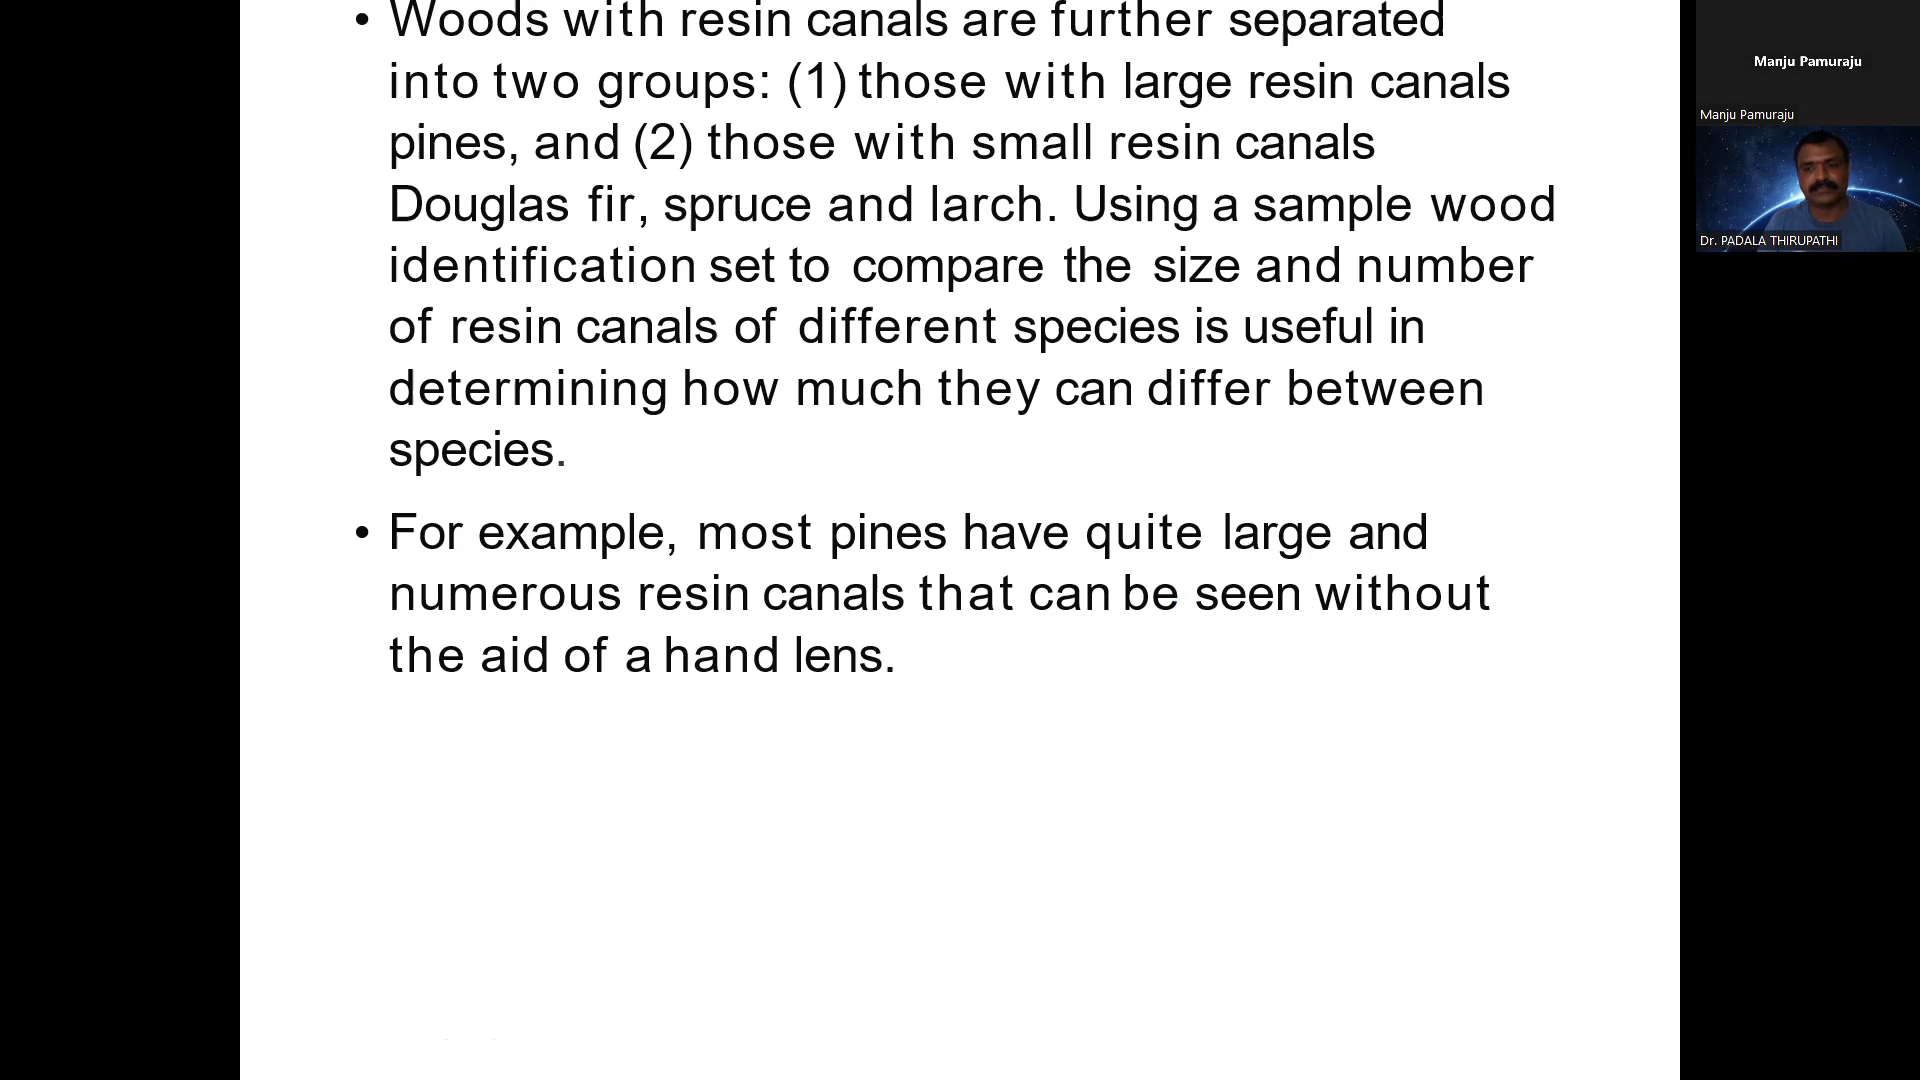 • Woods with resin canals are further separated
into two groups: (1) those with large resin canals
pines, and (2) those with small resin canals
Douglas fir, spruce and larch. Using a sample wood
identification set to compare the size and number
of resin canals of different species is useful in
determining how much they can differ between
species.
• For example, most pines have quite large and
numerous resin canals that can be seen without
the aid of a hand lens.
Manju Pamuraju
Manju Pamuraju
Dr. PADALA THIRUPATHI